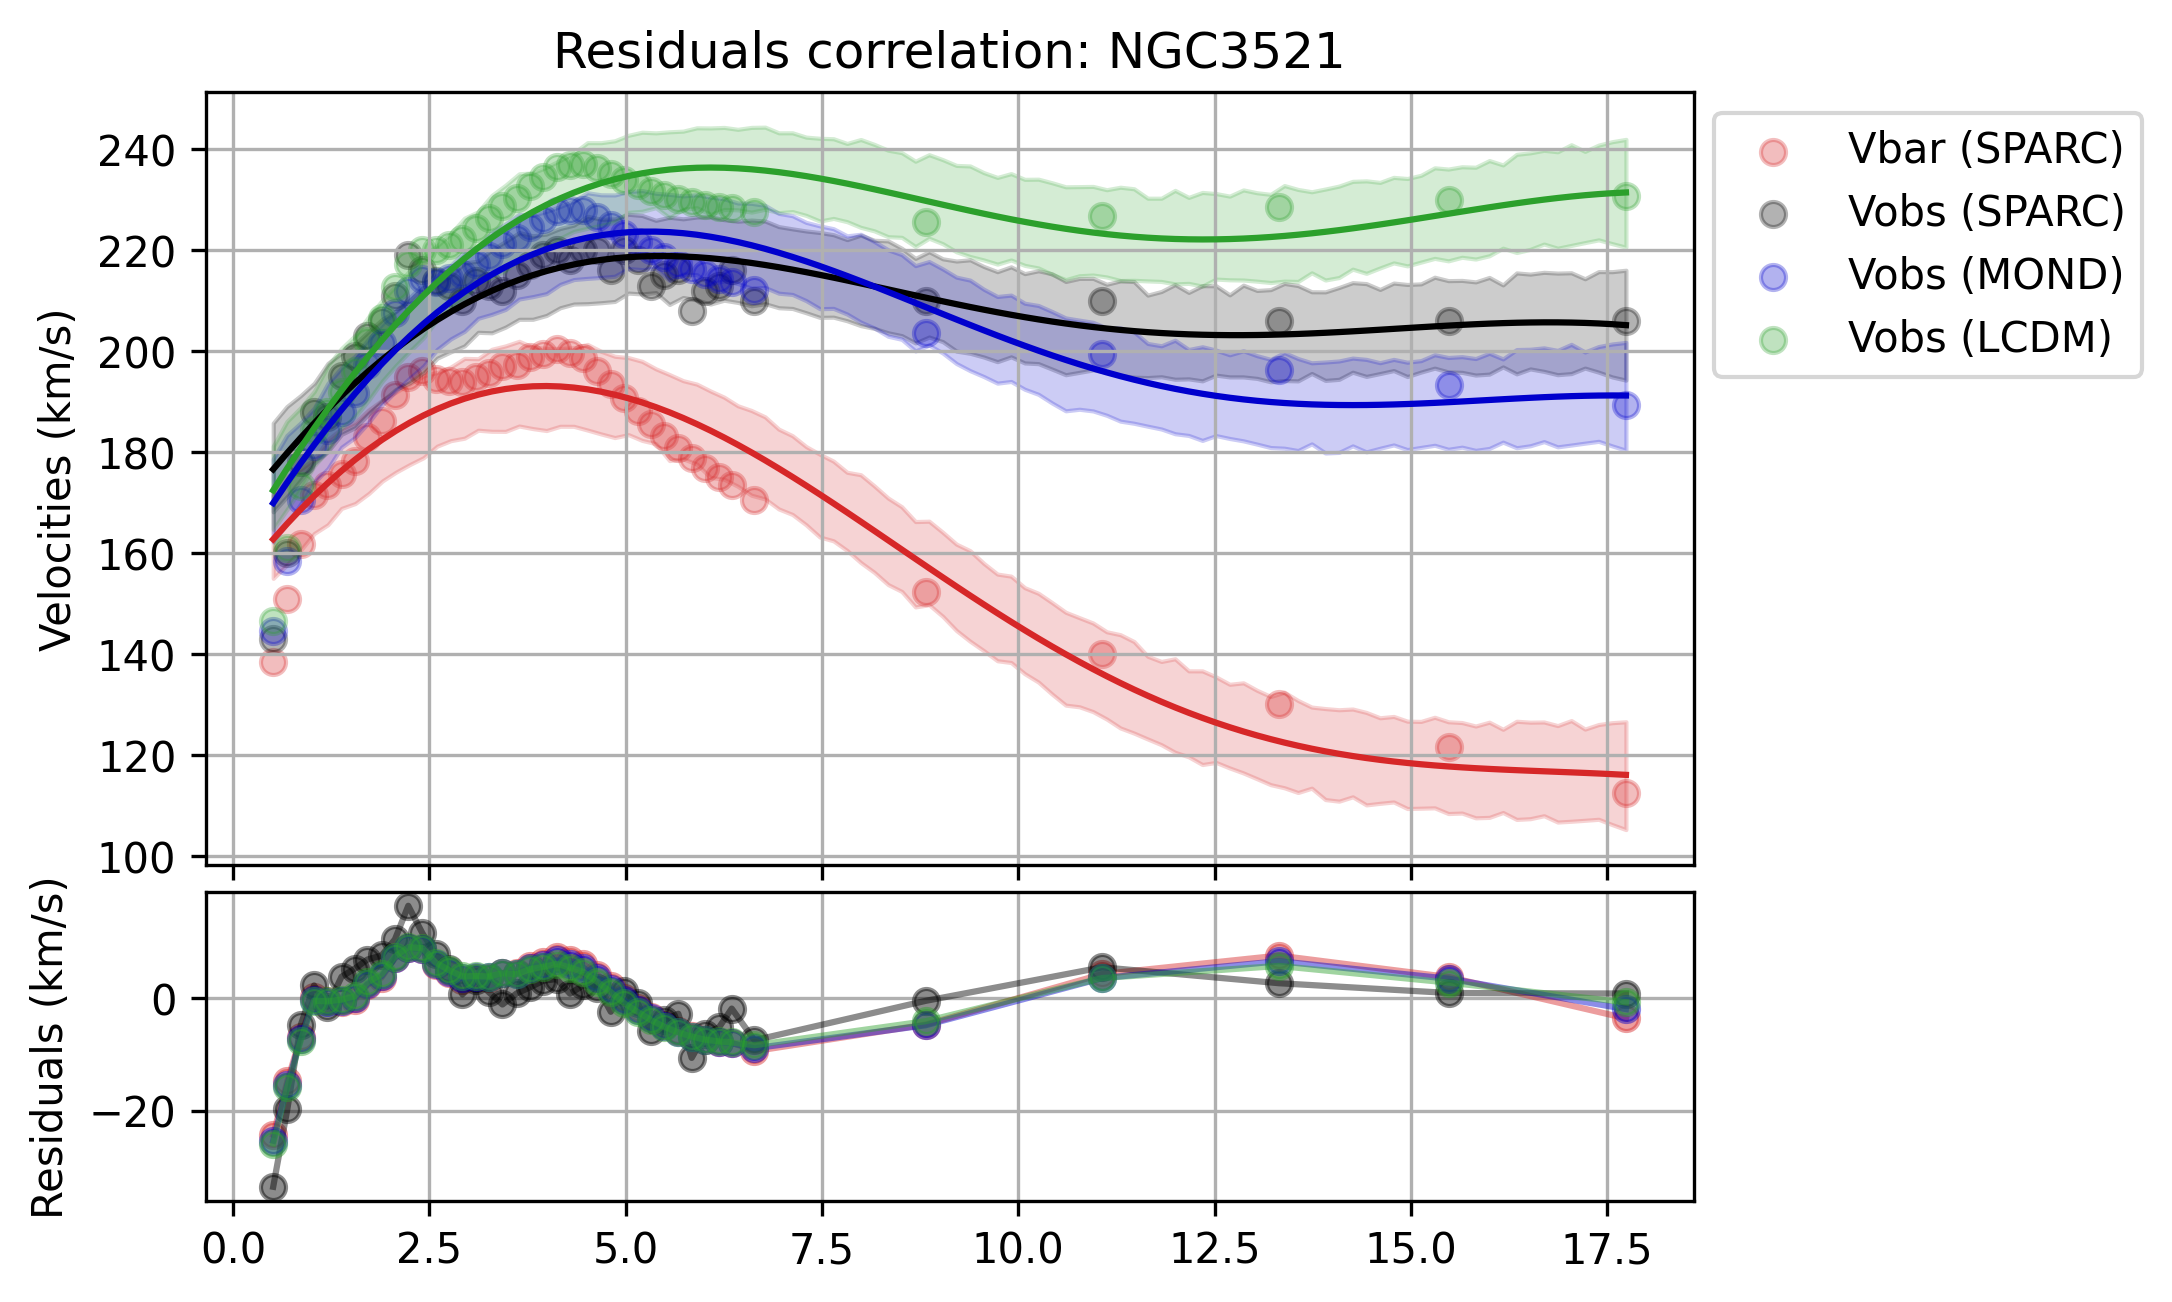 Residuals correlation: NGC3521
Velocities (km/s)
240
220
200
180
160
140
120
100
Vbar (SPARC)
Vobs (SPARC)
Vobs (MOND)
Vobs (LCDM)
Residuals (km/s)
0
−20
0.0 2.5 5.0 7.5 10.0 12.5 15.0 17.5